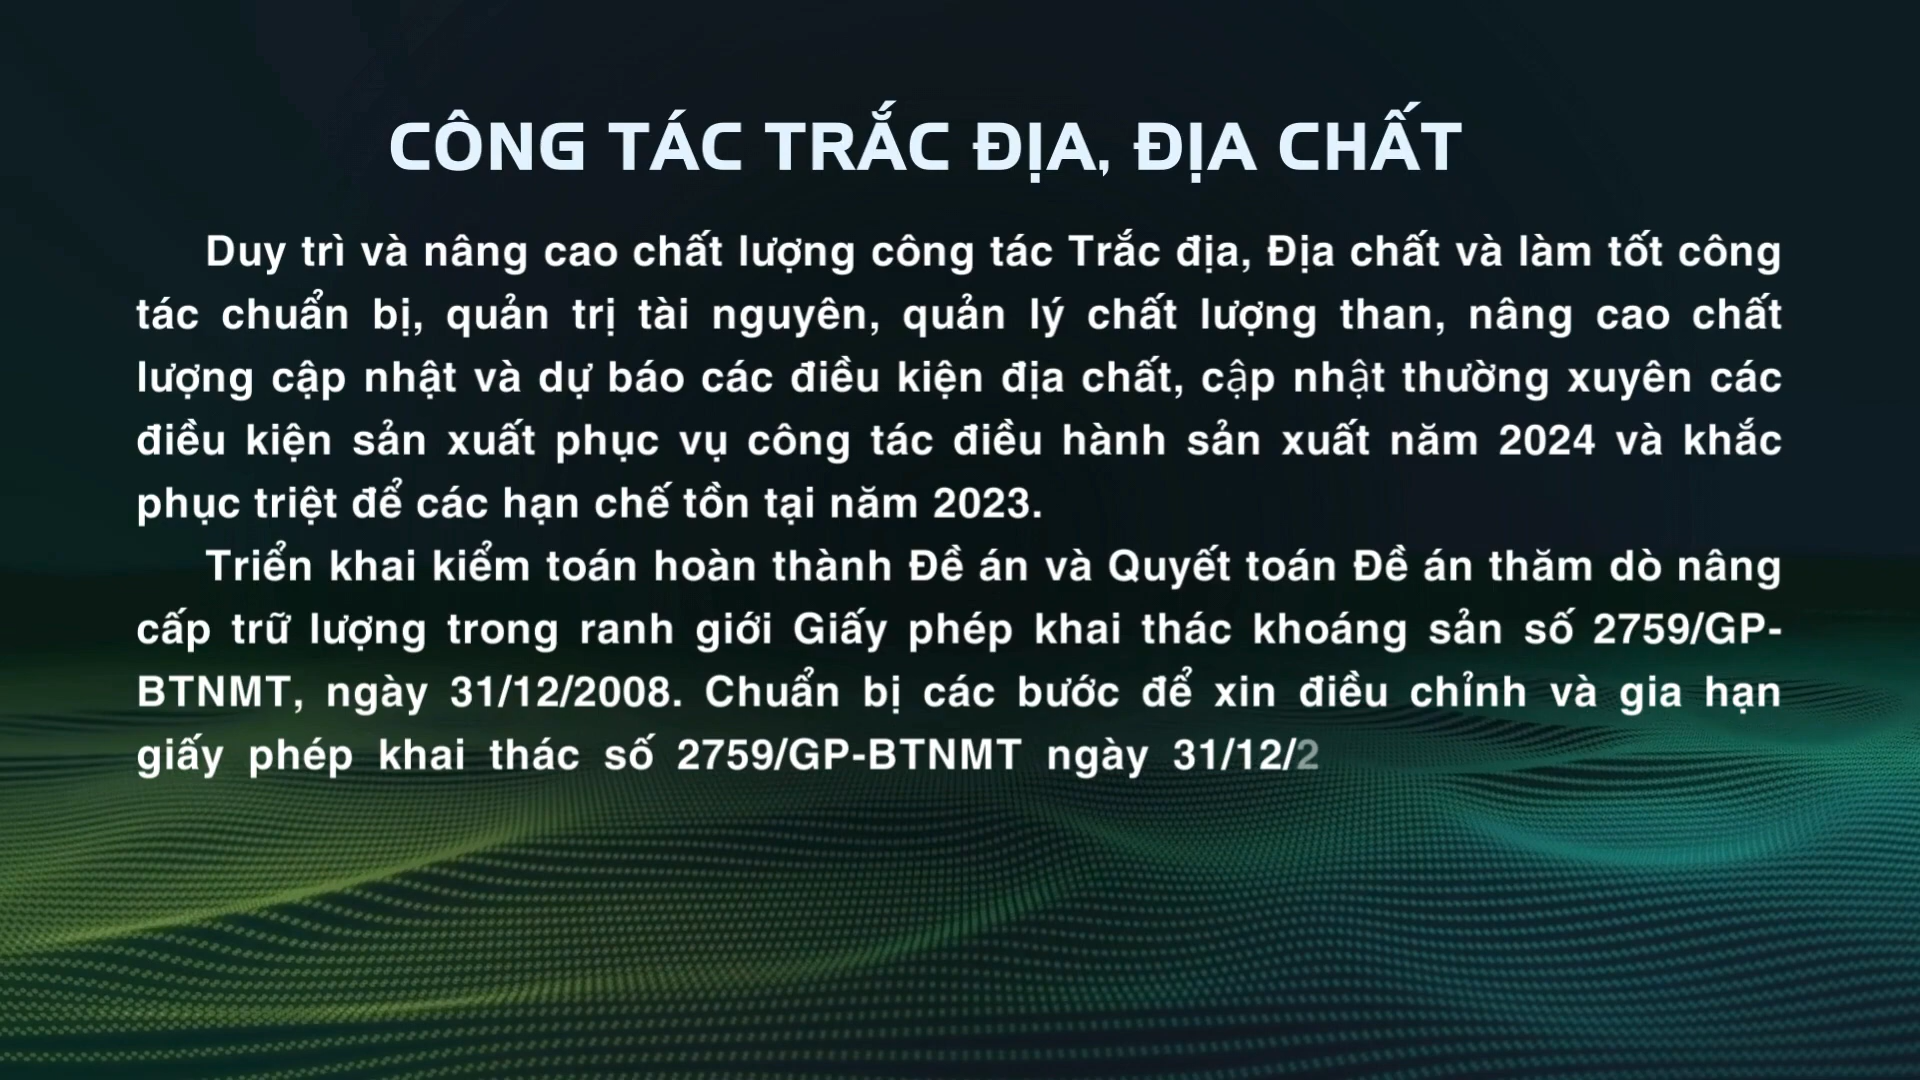 CÔNG TÁC TRẮC ĐỊA, ĐỊA CHẤT
Duy trì và nâng cao chất lượng công tác Trắc địa, Địa chất và làm tốt công
tác chuẩn bị, quản trị tài nguyên, quản lý chất lượng than, nâng cao chất
lượng cập nhật và dự báo các điều kiện địa chất, cập nhật thường xuyên các
điều kiện sản xuất phục vụ công tác điều hành sản xuất năm 2024 và khắc
phục triệt để các hạn chế tồn tại năm 2023.
Triển khai kiểm toán hoàn thành Đề án và Quyết toán Đề án thăm dò nâng
cấp trữ lượng trong ranh giới Giấy phép khai thác khoáng sản số 2759/GP-
BTNMT, ngày 31/12/2008. Chuẩn bị các bước để xin điều chỉnh và gia hạn
giấy phép khai thác số 2759/GP-BTNMT ngày 31/12/2